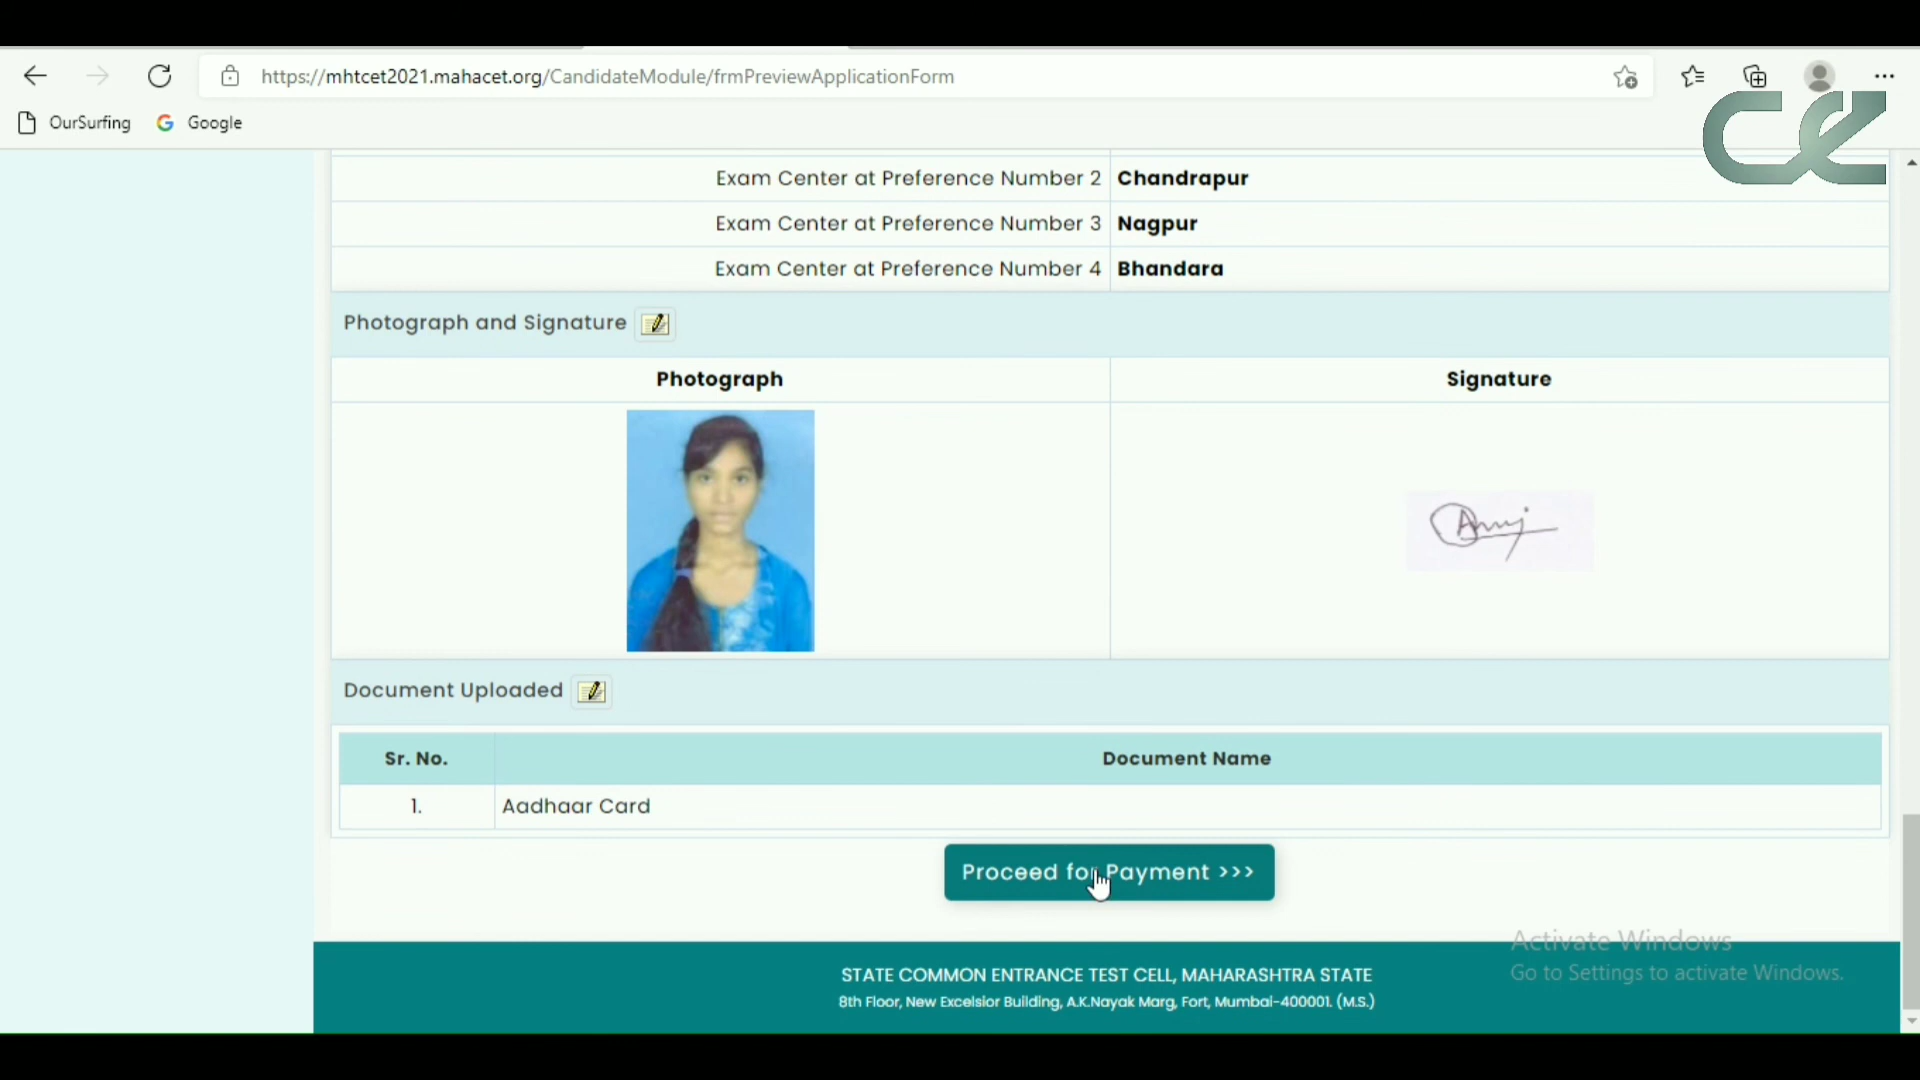 https://mhtcet2021.mahacet.org/CandidateModule/frmPreviewApplicationForm
OurSurfing Google
ce
Exam Center at Preference Number 2 Chandrapur
Exam Center at Preference Number 3 Nagpur
Exam Center at Preference Number 4 Bhandara
Photograph and Signature
Photograph Signature
Document Uploaded
Sr. No. Document Name
1. Aadhaar Card
Proceed for Payment >>>
Activate Windows
Go to Settings to activate Windows.
STATE COMMON ENTRANCE TEST CELL, MAHARASHTRA STATE
8th Floor, New Excelsior Building, A.K.Nayak Marg, Fort, Mumbai-400001. (M.S.)